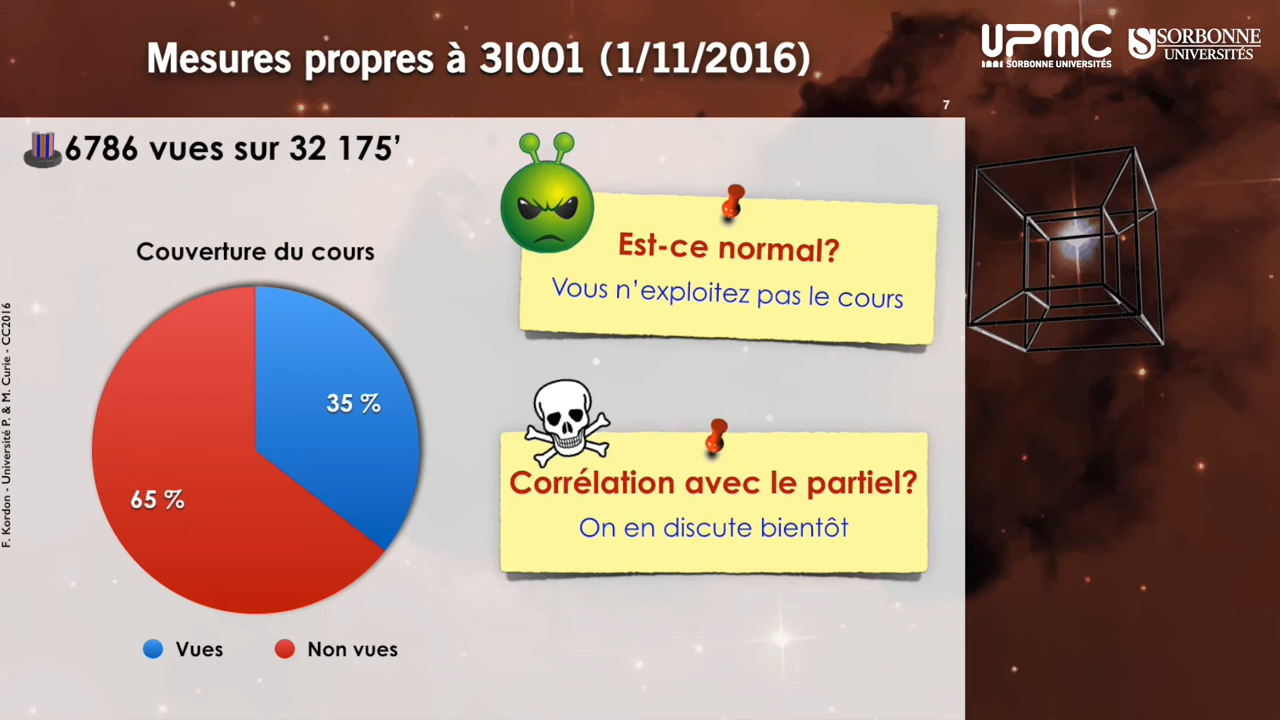 Mesures propres à 3I001 (1/11/2016)
UPMC
SORBONNE UNIVERSITÉS
SORBONNE
UNIVERSITÉS
7
6786 vues sur 32 175’
Couverture du cours
35 %
65 %
Vues
Non vues
Est-ce normal?
Vous n’exploitez pas le cours
Corrélation avec le partiel?
On en discute bientôt
F. Kordon - Université P. & M. Curie - CC2016